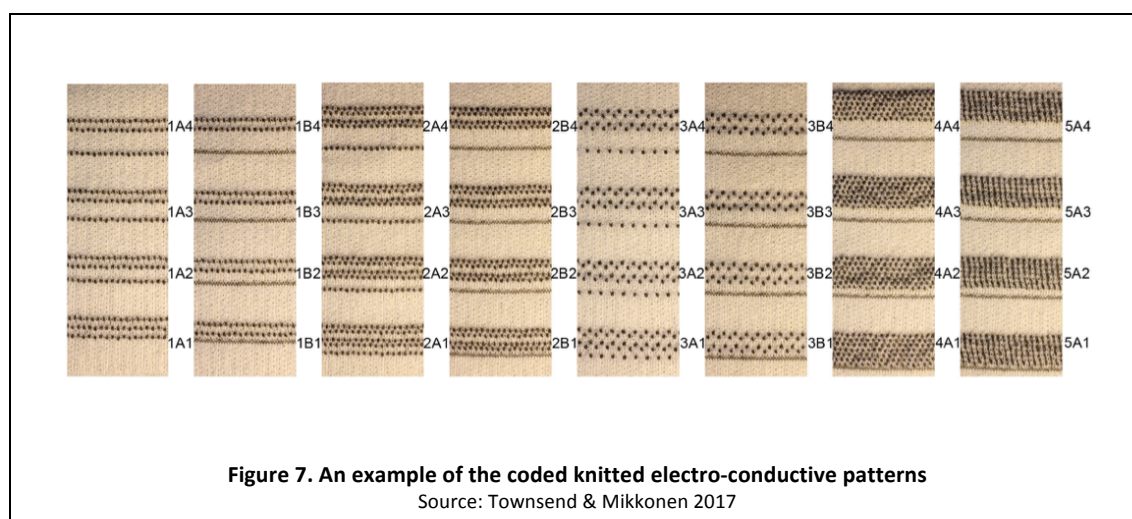 1A4 1B4 2A4 2B4 3A4 3B4 4A4 5A4
1A3 1B3 2A3 2B3 3A3 3B3 4A3 5A3
1A2 1B2 2A2 2B2 3A2 3B2 4A2 5A2
1A1 1B1 2A1 2B1 3A1 3B1 4A1 5A1
Figure 7. An example of the coded knitted electro-conductive patterns
Source: Townsend & Mikkonen 2017